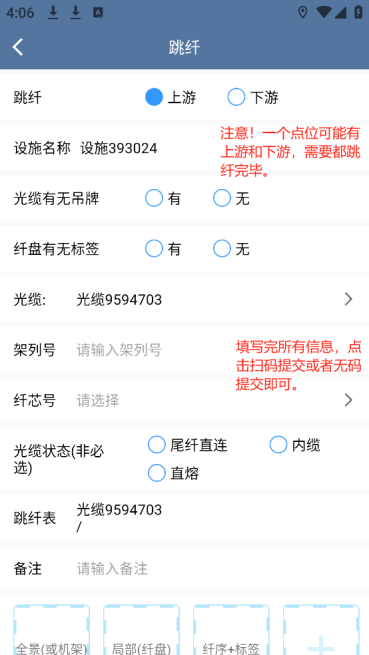 4:06
跳纤
跳纤 上游 下游
设施名称 设施393024
注意！一个点位可能有
上游和下游，需要都跳
纤完毕。
光缆有无吊牌 有 无
纤盘有无标签 有 无
光缆: 光缆9594703
架列号 请输入架列号
填写完所有信息，点
击扫码提交或者无码
提交即可。
纤芯号 请选择
光缆状态(非必
选)
尾纤直连 内缆
直熔
跳纤表 光缆9594703
/
备注 请输入备注
全景(或机架) 局部(纤盘) 纤序+标签